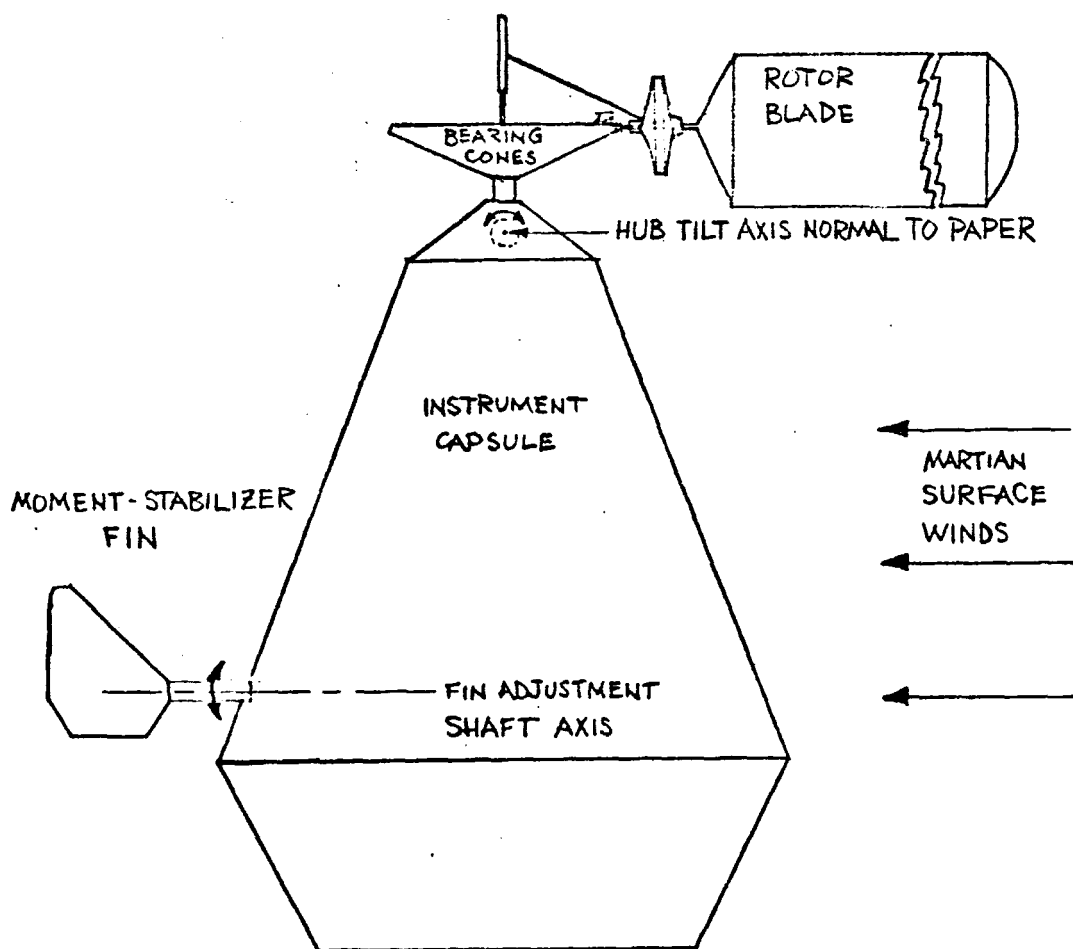 ROTOR
BLADE
BEARING
CONES
HUB TILT AXIS NORMAL TO PAPER
INSTRUMENT
CAPSULE
MARTIAN
SURFACE
WINDS
MOMENT-STABILIZER
FIN
FIN ADJUSTMENT
SHAFT AXIS